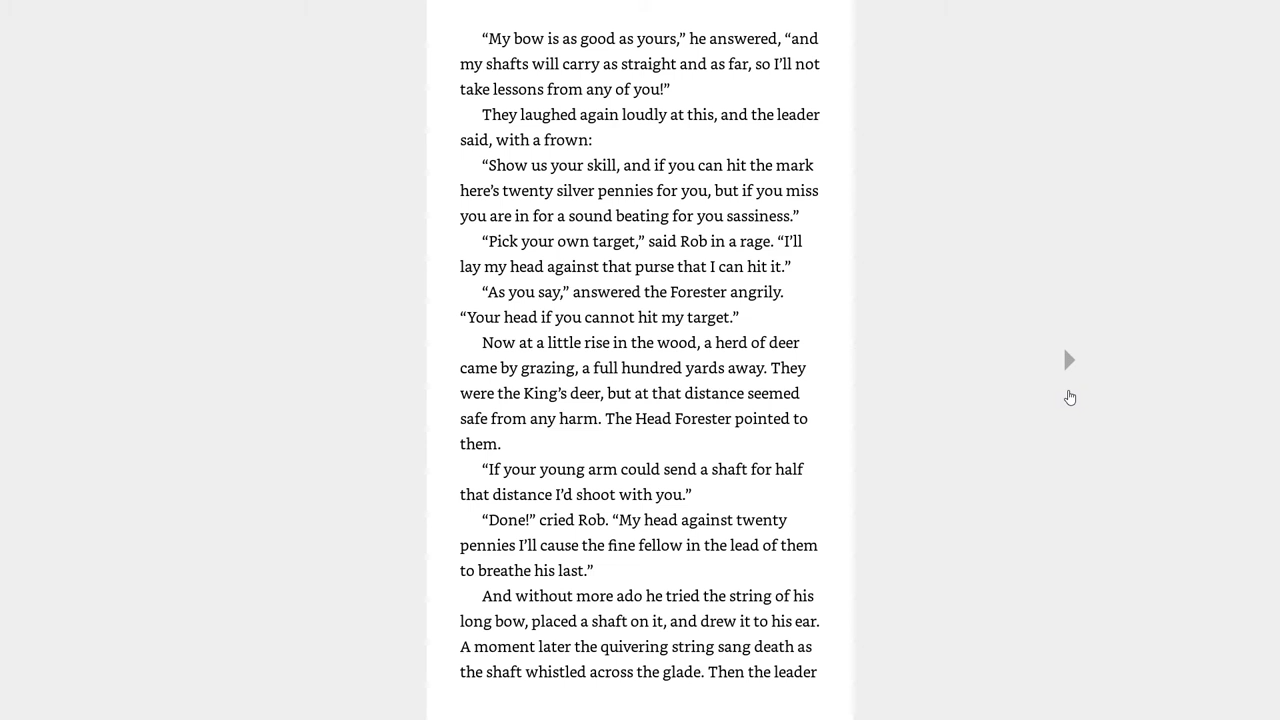 “My bow is as good as yours,” he answered, “and
my shafts will carry as straight and as far, so I’ll not
take lessons from any of you!”
They laughed again loudly at this, and the leader
said, with a frown:
“Show us your skill, and if you can hit the mark
here’s twenty silver pennies for you, but if you miss
you are in for a sound beating for you sassiness.”
“Pick your own target,” said Rob in a rage. “I’ll
lay my head against that purse that I can hit it.”
“As you say,” answered the Forester angrily.
“Your head if you cannot hit my target.”
Now at a little rise in the wood, a herd of deer
came by grazing, a full hundred yards away. They
were the King’s deer, but at that distance seemed
safe from any harm. The Head Forester pointed to
them.
“If your young arm could send a shaft for half
that distance I’d shoot with you.”
“Done!” cried Rob. “My head against twenty
pennies I’ll cause the fine fellow in the lead of them
to breathe his last.”
And without more ado he tried the string of his
long bow, placed a shaft on it, and drew it to his ear.
A moment later the quivering string sang death as
the shaft whistled across the glade. Then the leader